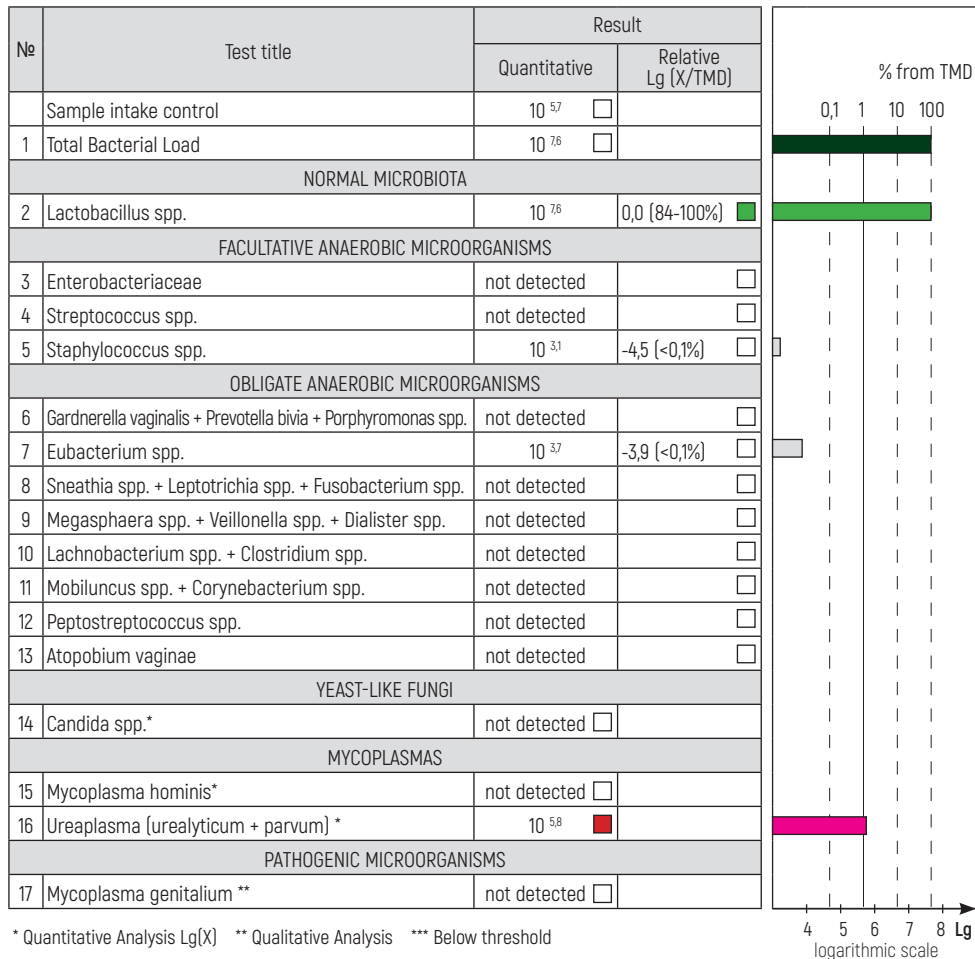 № Test title Result
Quantitative Relative Lg (X/TMD)
Sample intake control 10 5,7
1 Total Bacterial Load 10 7,6
NORMAL MICROBIOTA
2 Lactobacillus spp. 10 7,6 0,0 (84-100%)
FACULTATIVE ANAEROBIC MICROORGANISMS
3 Enterobacteriaceae not detected
4 Streptococcus spp. not detected
5 Staphylococcus spp. 10 3,1 -4,5 (<0,1%)
OBLIGATE ANAEROBIC MICROORGANISMS
6 Gardnerella vaginalis + Prevotella bivia + Porphyromonas spp. not detected
7 Eubacterium spp. 10 3,7 -3,9 (<0,1%)
8 Sneathia spp. + Leptotrichia spp. + Fusobacterium spp. not detected
9 Megasphaera spp. + Veillonella spp. + Dialister spp. not detected
10 Lachnobacterium spp. + Clostridium spp. not detected
11 Mobiluncus spp. + Corynebacterium spp. not detected
12 Peptostreptococcus spp. not detected
13 Atopobium vaginae not detected
YEAST-LIKE FUNGI
14 Candida spp.* not detected
MYCOPLASMAS
15 Mycoplasma hominis* not detected
16 Ureaplasma (urealyticum + parvum) * 10 5,8
PATHOGENIC MICROORGANISMS
17 Mycoplasma genitalium ** not detected
* Quantitative Analysis Lg(X) ** Qualitative Analysis *** Below threshold
% from TMD
0,1 1 10 100
4 5 6 7 8 Lg
logarithmic scale